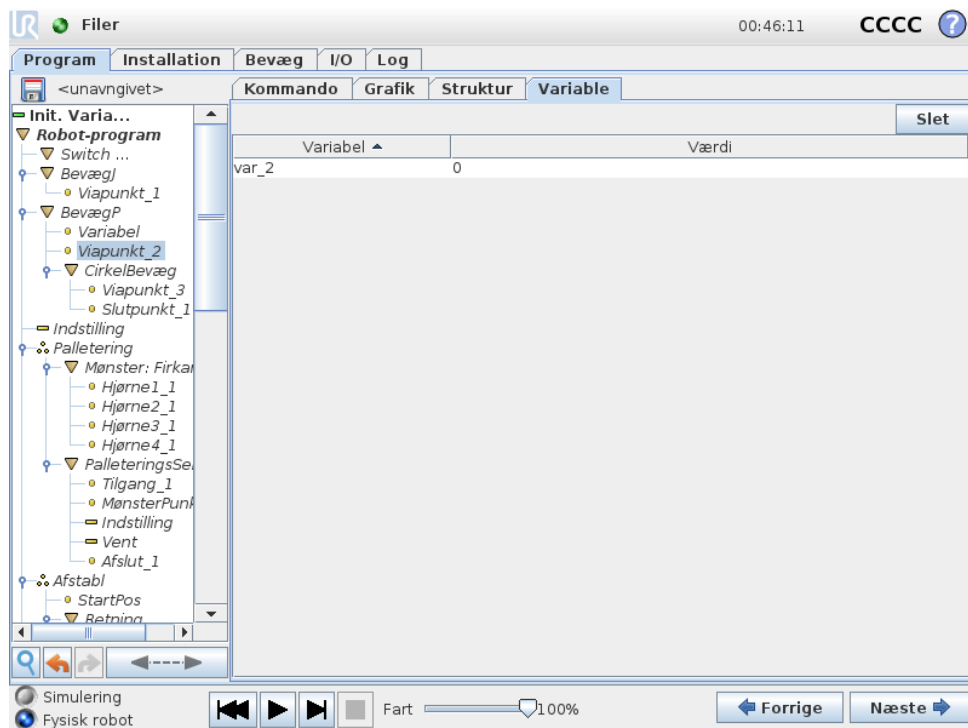 UR Filer 00:46:11 CCCC ?
Program Installation Bevæg I/O Log
<unavngivet> Kommando Grafik Struktur Variable
Slet
Variabel Værdi
var_2 0
Init. Varia...
Robot-program
Switch ...
BevægJ
Viapunkt_1
BevægP
Variabel
Viapunkt_2
CirkelBevæg
Viapunkt_3
Slutpunkt_1
Indstilling
Palletering
Mønster: Firkan
Hjørne1_1
Hjørne2_1
Hjørne3_1
Hjørne4_1
PalleteringsSe
Tilgang_1
MønsterPunk
Indstilling
Vent
Afslut_1
Afstabl
StartPos
Retning
Simulering
Fysisk robot
Fart 100%
Forrige Næste